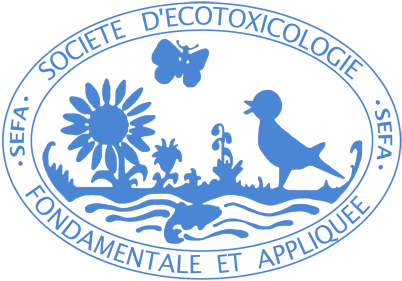 SOCIETE D'ECOTOXICOLOGIE
·SEFA·
·SEFA·
FONDAMENTALE ET APPLIQUEE